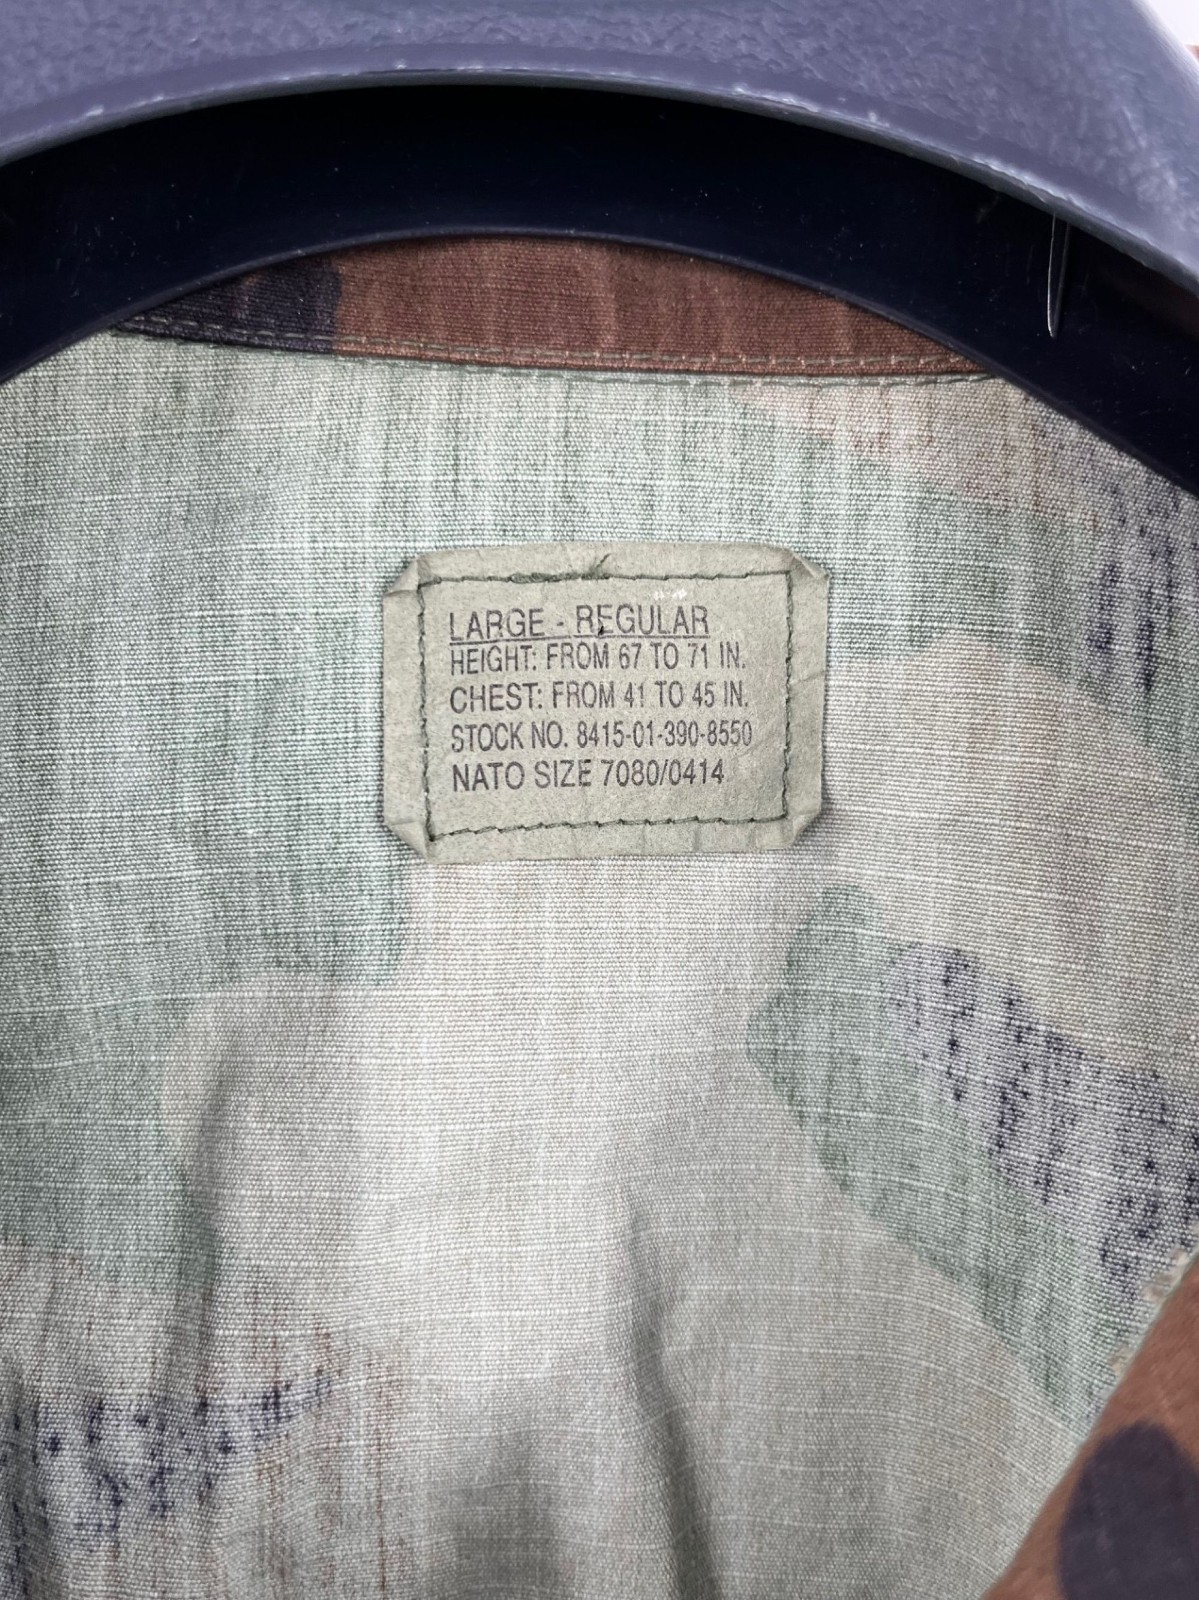 LARGE - REGULAR
HEIGHT: FROM 67 TO 71 IN.
CHEST: FROM 41 TO 45 IN.
STOCK NO. 8415-01-390-8550
NATO SIZE 7080/0414